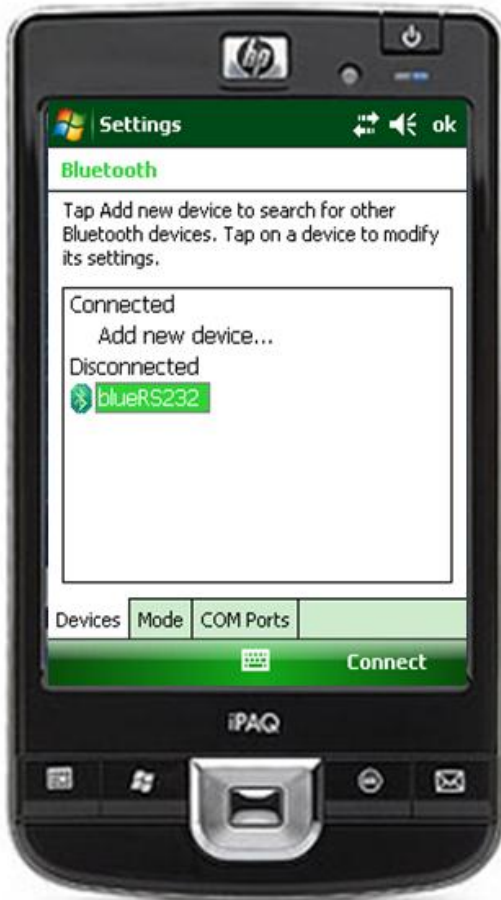 hp
Settings ok
Bluetooth
Tap Add new device to search for other
Bluetooth devices. Tap on a device to modify
its settings.
Connected
Add new device...
Disconnected
blueRS232
Devices Mode COM Ports
Connect
iPAQ